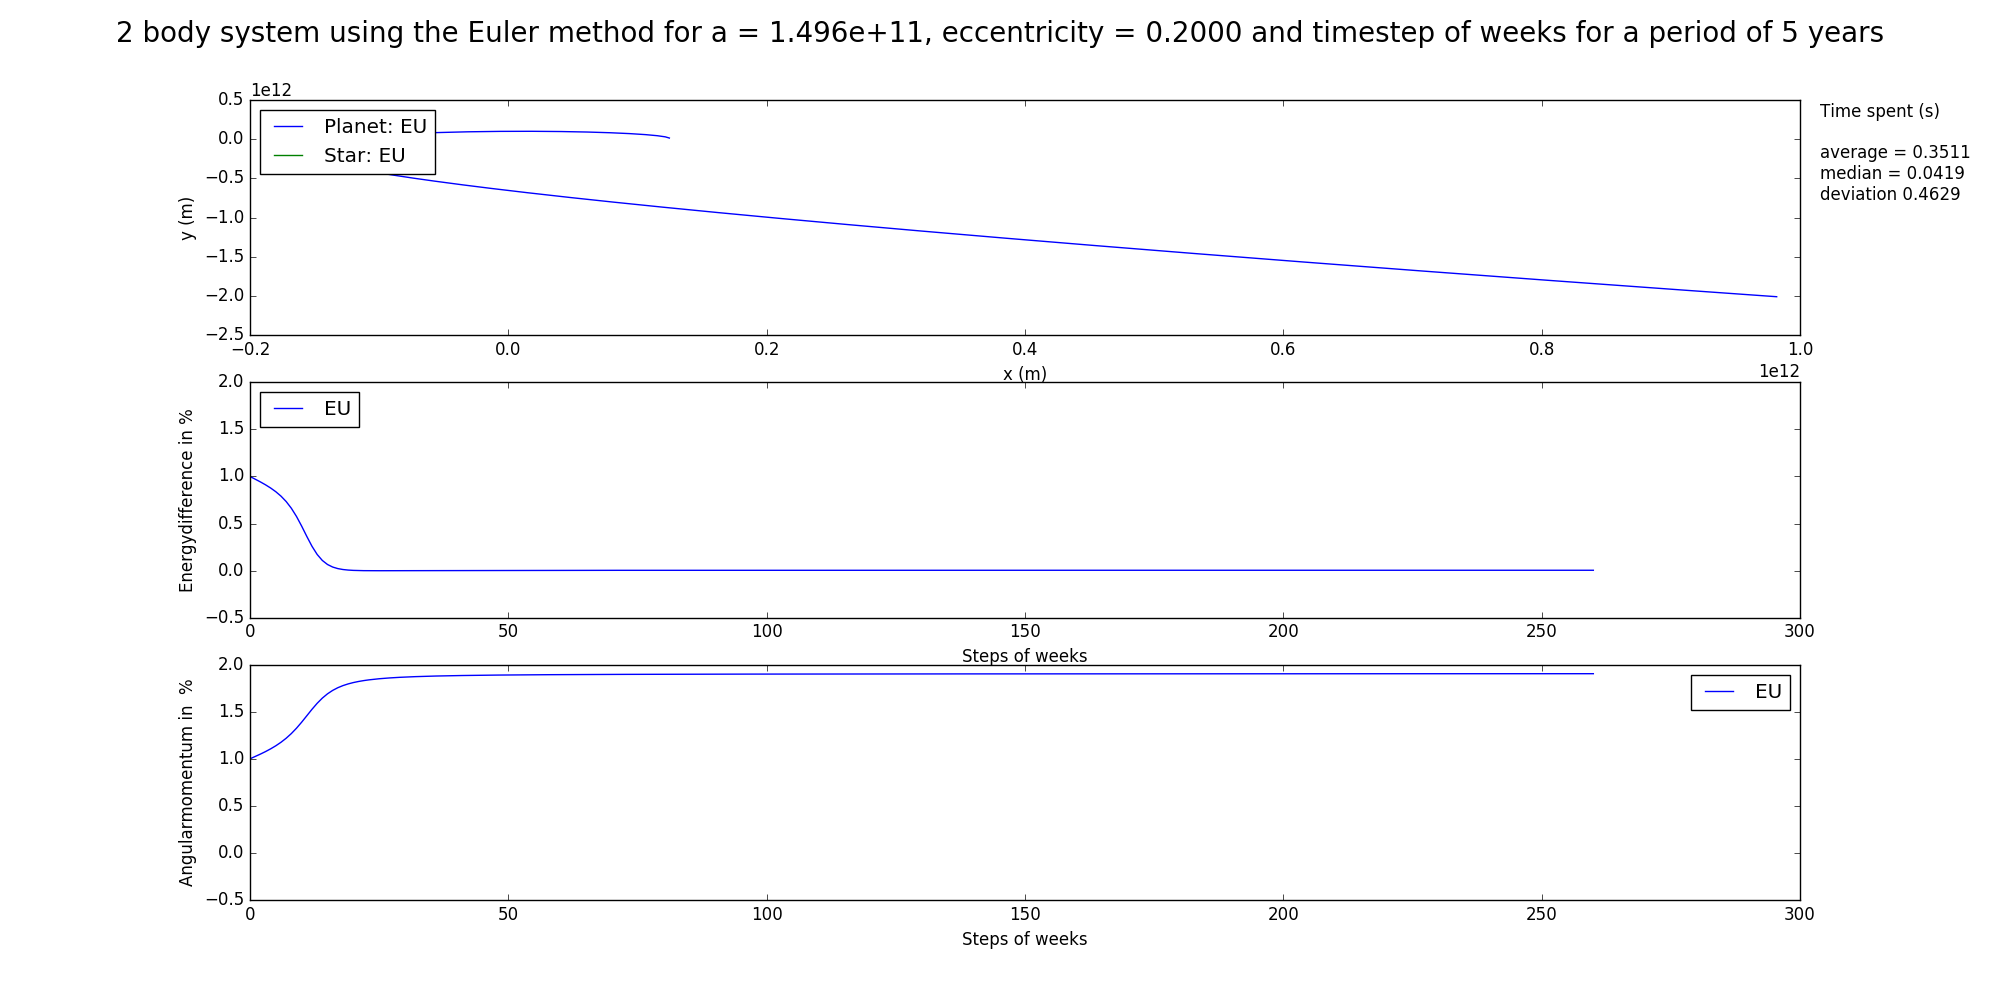 2 body system using the Euler method for a = 1.496e+11, eccentricity = 0.2000 and timestep of weeks for a period of 5 years
1e12
0.5
0.0
−0.5
−1.0
−1.5
−2.0
−2.5
y (m)
Planet: EU
Star: EU
Time spent (s)
average = 0.3511
median = 0.0419
deviation 0.4629
−0.2 0.0 0.2 0.4 0.6 0.8 1.0
x (m)
1e12
2.0
1.5
1.0
0.5
0.0
−0.5
Energydifference in %
EU
0 50 100 150 200 250 300
Steps of weeks
2.0
1.5
1.0
0.5
0.0
−0.5
Angularmomentum in %
EU
0 50 100 150 200 250 300
Steps of weeks